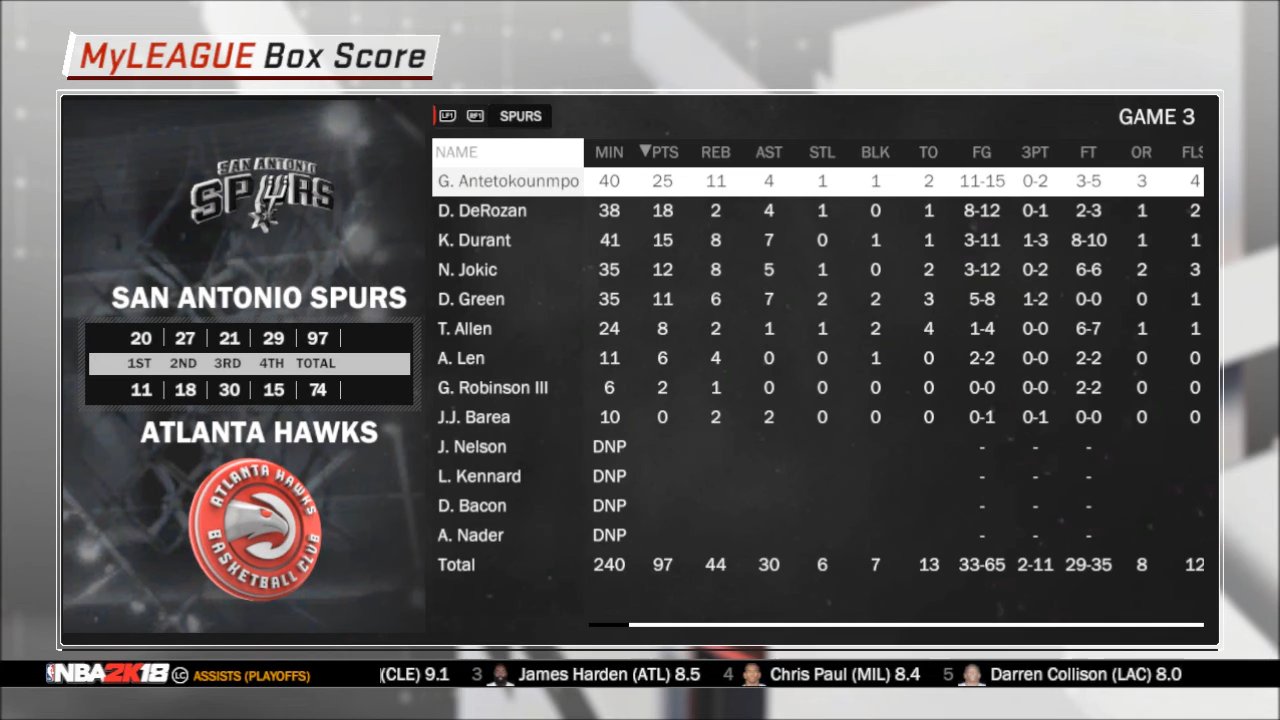 MyLEAGUE Box Score
SAN ANTONIO
SPURS
SAN ANTONIO SPURS
20 27 21 29 97
1ST 2ND 3RD 4TH TOTAL
11 18 30 15 74
ATLANTA HAWKS
ATLANTA HAWKS
BASKETBALL CLUB
SPURS GAME 3
NAME MIN ▼PTS REB AST STL BLK TO FG 3PT FT OR FLS
G. Antetokounmpo 40 25 11 4 1 1 2 11-15 0-2 3-5 3 4
D. DeRozan 38 18 2 4 1 0 1 8-12 0-1 2-3 1 2
K. Durant 41 15 8 7 0 1 1 3-11 1-3 8-10 1 1
N. Jokic 35 12 8 5 1 0 2 3-12 0-2 6-6 2 3
D. Green 35 11 6 7 2 2 3 5-8 1-2 0-0 0 1
T. Allen 24 8 2 1 1 2 4 1-4 0-0 6-7 1 1
A. Len 11 6 4 0 0 1 0 2-2 0-0 2-2 0 0
G. Robinson III 6 2 1 0 0 0 0 0-0 0-0 2-2 0 0
J.J. Barea 10 0 2 2 0 0 0 0-1 0-1 0-0 0 0
J. Nelson DNP - - -
L. Kennard DNP - - -
D. Bacon DNP - - -
A. Nader DNP - - -
Total 240 97 44 30 6 7 13 33-65 2-11 29-35 8 12
NBA2K18 LC ASSISTS (PLAYOFFS) (CLE) 9.1 3 James Harden (ATL) 8.5 4 Chris Paul (MIL) 8.4 5 Darren Collison (LAC) 8.0